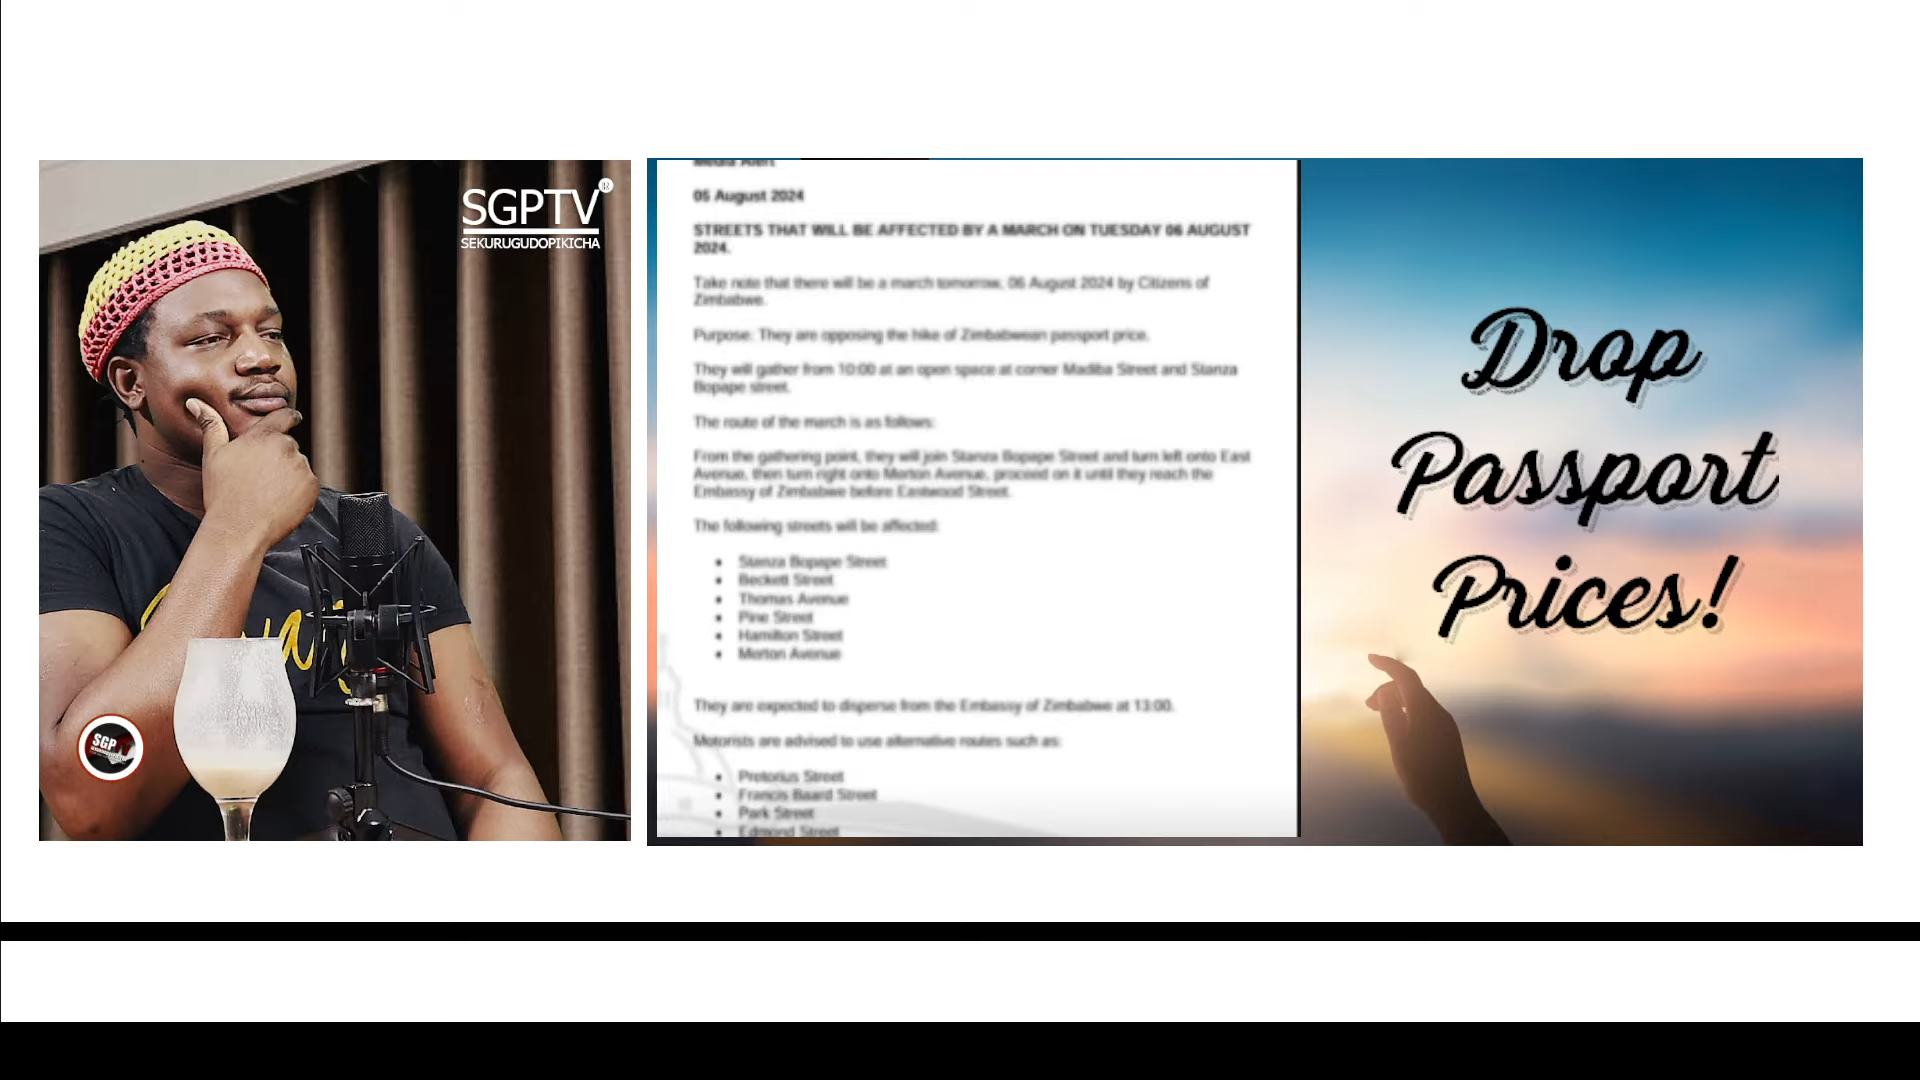 SGPTV®
SEKURUGUDOPIKICHA
SGP
Media Alert
05 August 2024
STREETS THAT WILL BE AFFECTED BY A MARCH ON TUESDAY 06 AUGUST
2024.
Take note that there will be a march tomorrow, 06 August 2024 by Citizens of
Zimbabwe.
Purpose: They are opposing the hike of Zimbabwean passport price.
They will gather from 10:00 at an open space at corner Madiba Street and Stanza
Bopape street.
The route of the march is as follows:
From the gathering point, they will join Stanza Bopape Street and turn left onto East
Avenue, then turn right onto Merton Avenue, proceed on it until they reach the
Embassy of Zimbabwe before Eastwood Street.
The following streets will be affected:
• Stanza Bopape Street
• Beckett Street
• Thomas Avenue
• Pine Street
• Hamilton Street
• Merton Avenue
They are expected to disperse from the Embassy of Zimbabwe at 13:00.
Motorists are advised to use alternative routes such as:
• Pretorius Street
• Francis Baard Street
• Park Street
• Edmond Street
Drop
Passport
Prices!